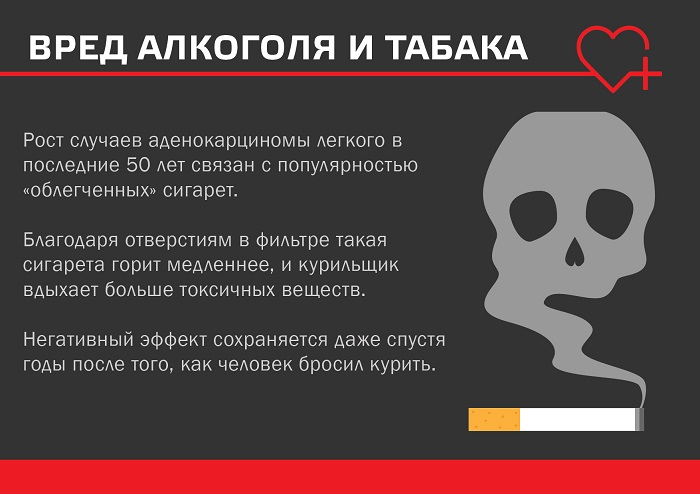 ВРЕД АЛКОГОЛЯ И ТАБАКА
Рост случаев аденокарциномы легкого в
последние 50 лет связан с популярностью
«облегченных» сигарет.
Благодаря отверстиям в фильтре такая
сигарета горит медленнее, и курильщик
вдыхает больше токсичных веществ.
Негативный эффект сохраняется даже спустя
годы после того, как человек бросил курить.